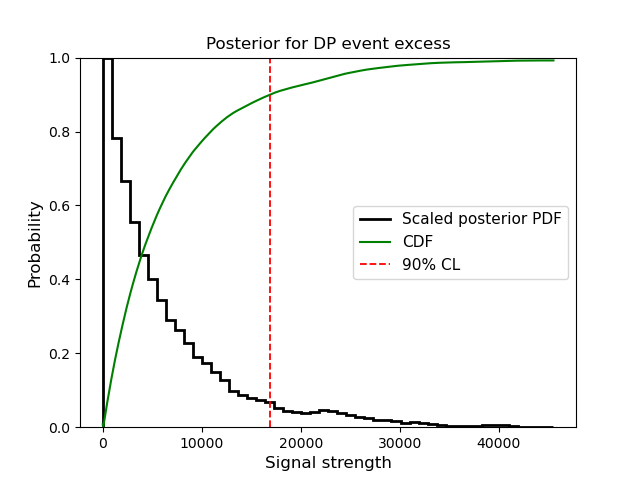 Posterior for DP event excess
Probability
1.0
0.8
0.6
0.4
0.2
0.0
Scaled posterior PDF
CDF
90% CL
0 10000 20000 30000 40000
Signal strength